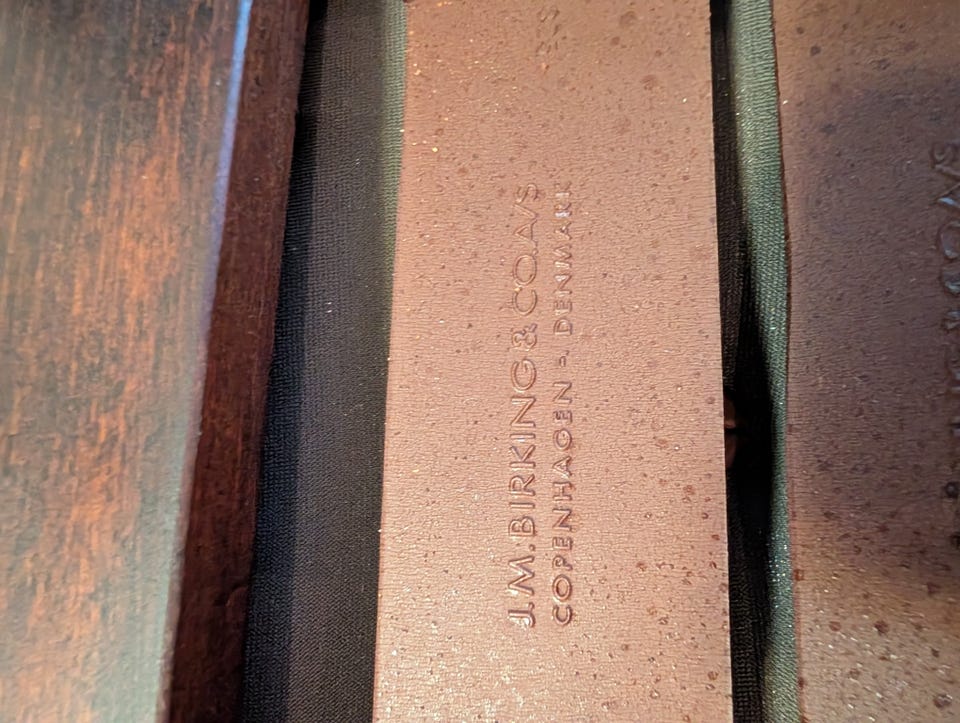 J. M. BIRKING & CO. A/S
COPENHAGEN - DENMARK